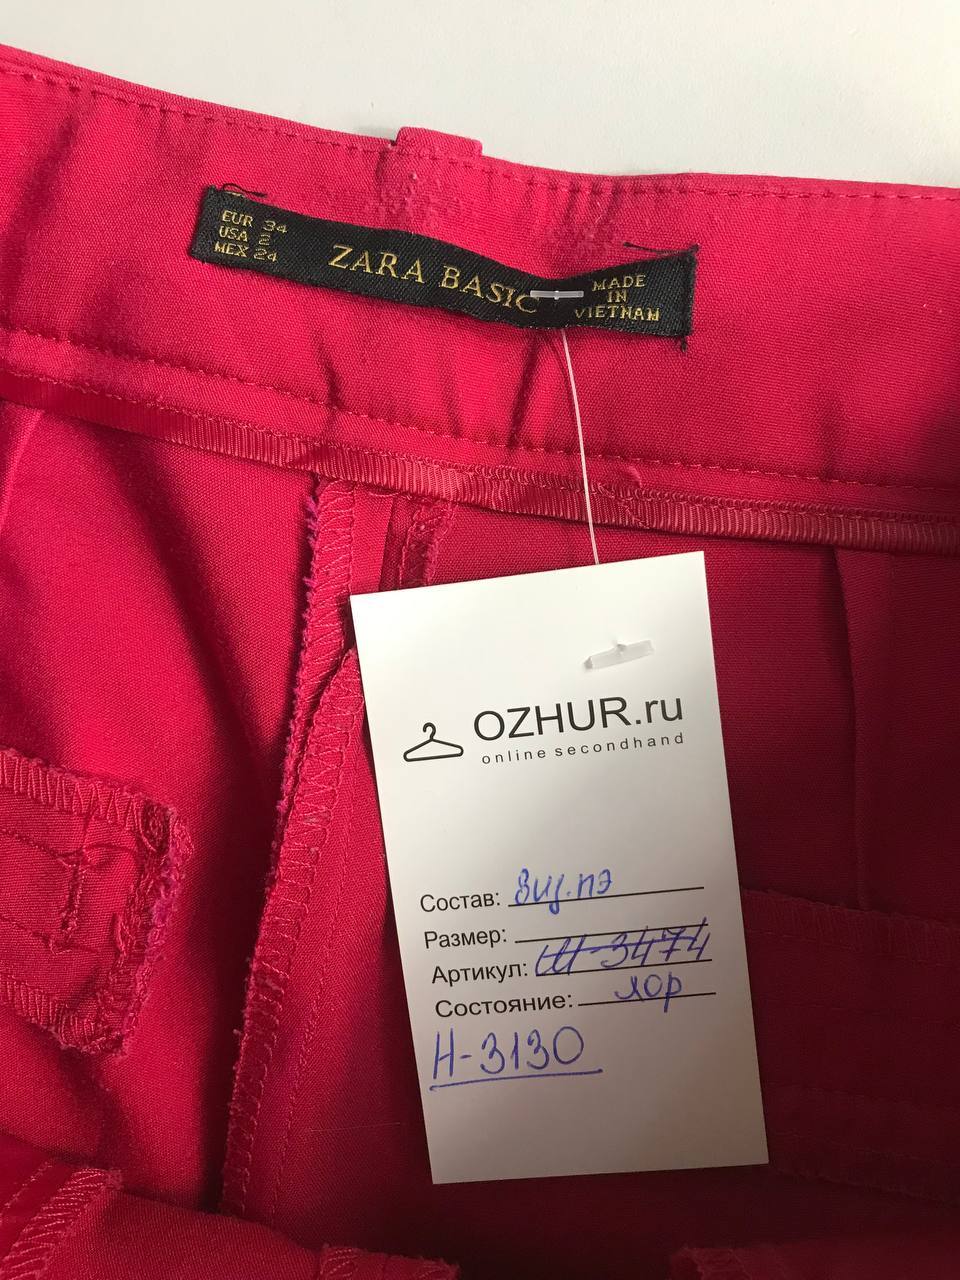 EUR 34
USA 2
MEX 24
ZARA BASIC
MADE
IN
VIETNAM
OZHUR.ru
online secondhand
Состав: виц.пэ
Размер:
Артикул: Ш-3474
Состояние: хор
Н-3130